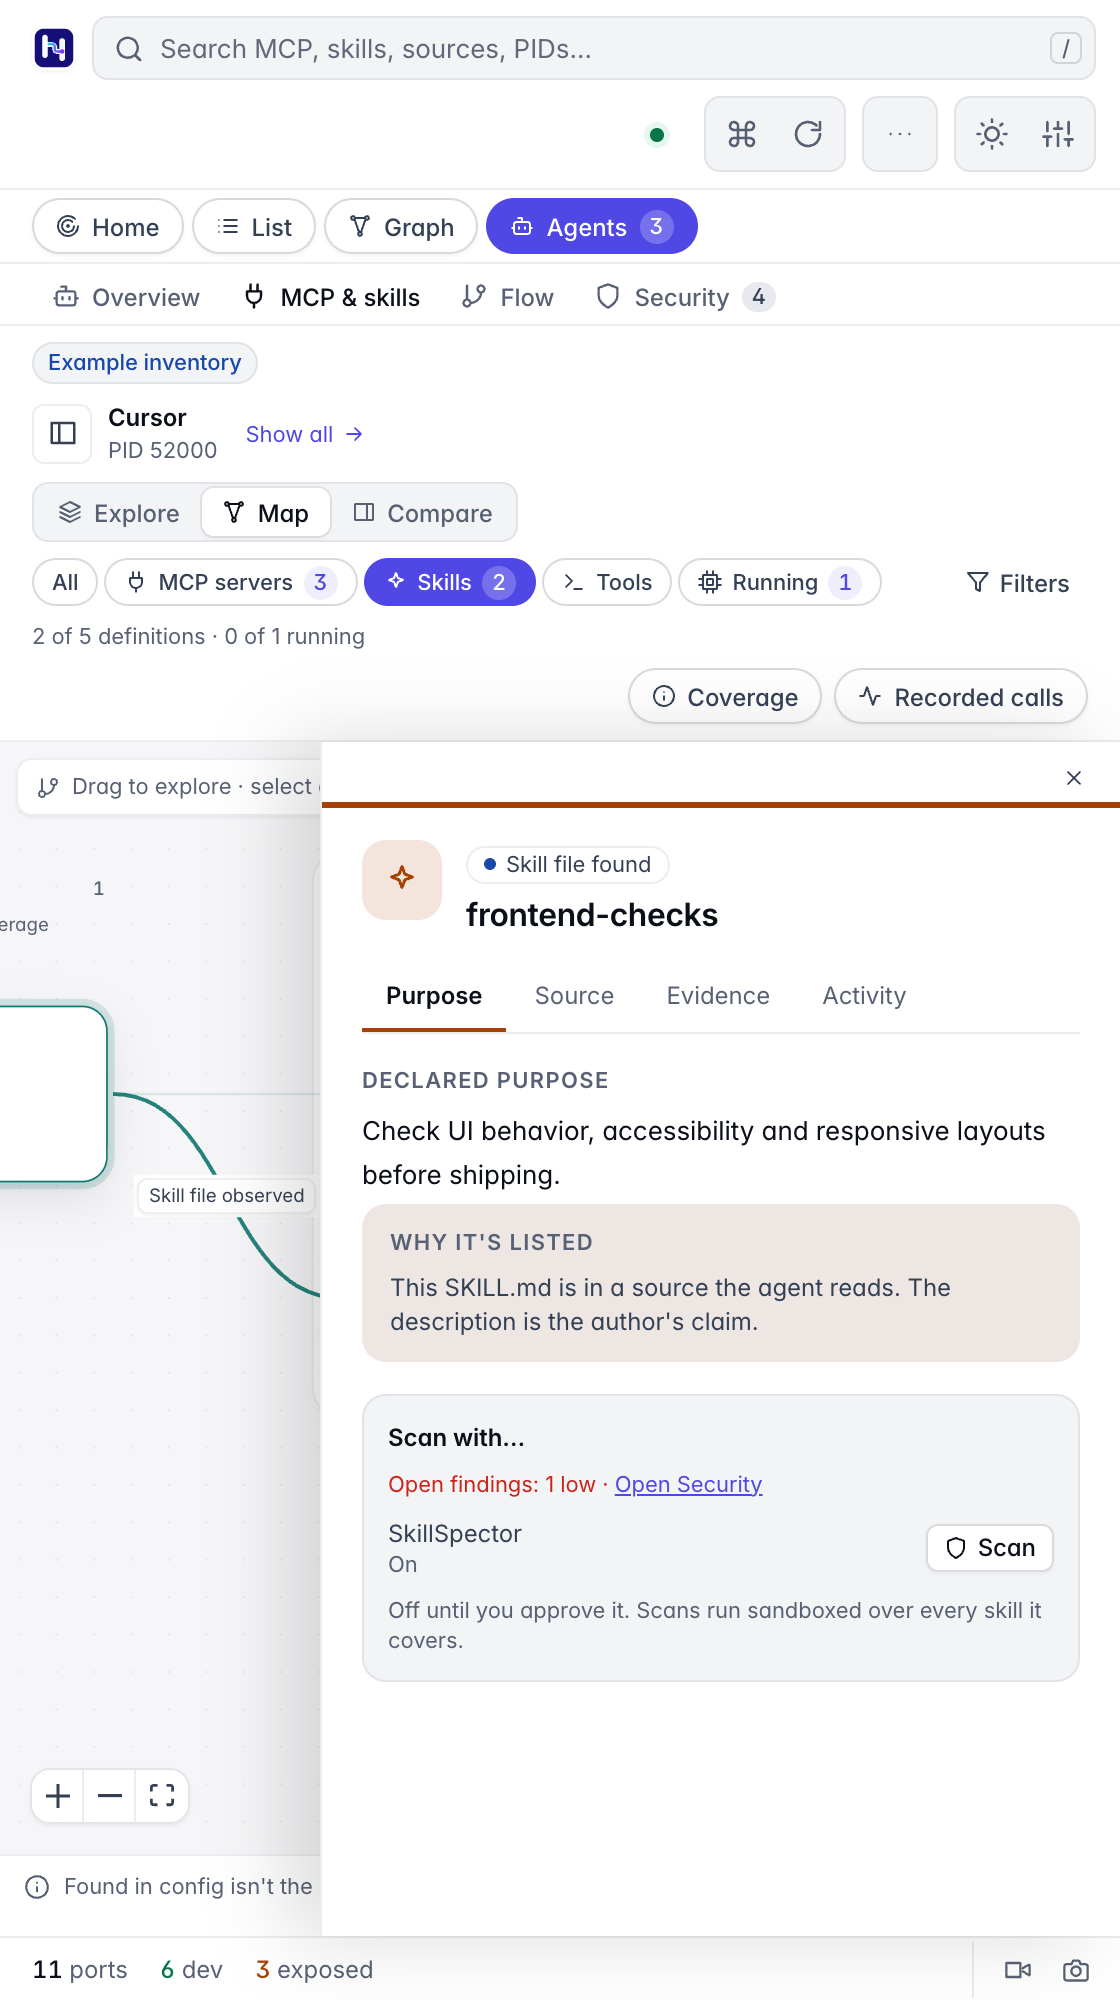 Search MCP, skills, sources, PIDs...
/
Home
List
Graph
Agents 3
Overview
MCP & skills
Flow
Security 4
Example inventory
Cursor
PID 52000
Show all →
Explore
Map
Compare
All
MCP servers 3
Skills 2
Tools
Running 1
Filters
2 of 5 definitions · 0 of 1 running
Coverage
Recorded calls
Drag to explore · select
1
erage
Skill file observed
Skill file found
frontend-checks
Purpose
Source
Evidence
Activity
DECLARED PURPOSE
Check UI behavior, accessibility and responsive layouts
before shipping.
WHY IT'S LISTED
This SKILL.md is in a source the agent reads. The
description is the author's claim.
Scan with...
Open findings: 1 low · Open Security
SkillSpector
On
Scan
Off until you approve it. Scans run sandboxed over every skill it
covers.
Found in config isn't the
11 ports
6 dev
3 exposed